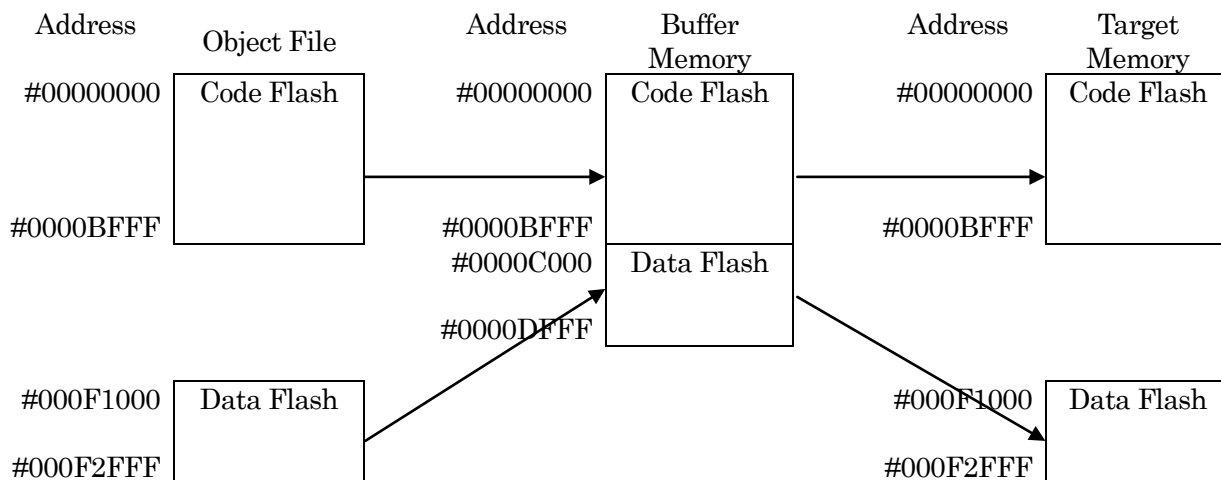 Address
Object File
Address
Buffer
Memory
Address
Target
Memory
#00000000
Code Flash
#00000000
Code Flash
#00000000
Code Flash
#0000BFFF
#0000BFFF
#0000BFFF
#0000C000
Data Flash
#0000DFFF
#000F1000
Data Flash
#000F1000
Data Flash
#000F2FFF
#000F2FFF